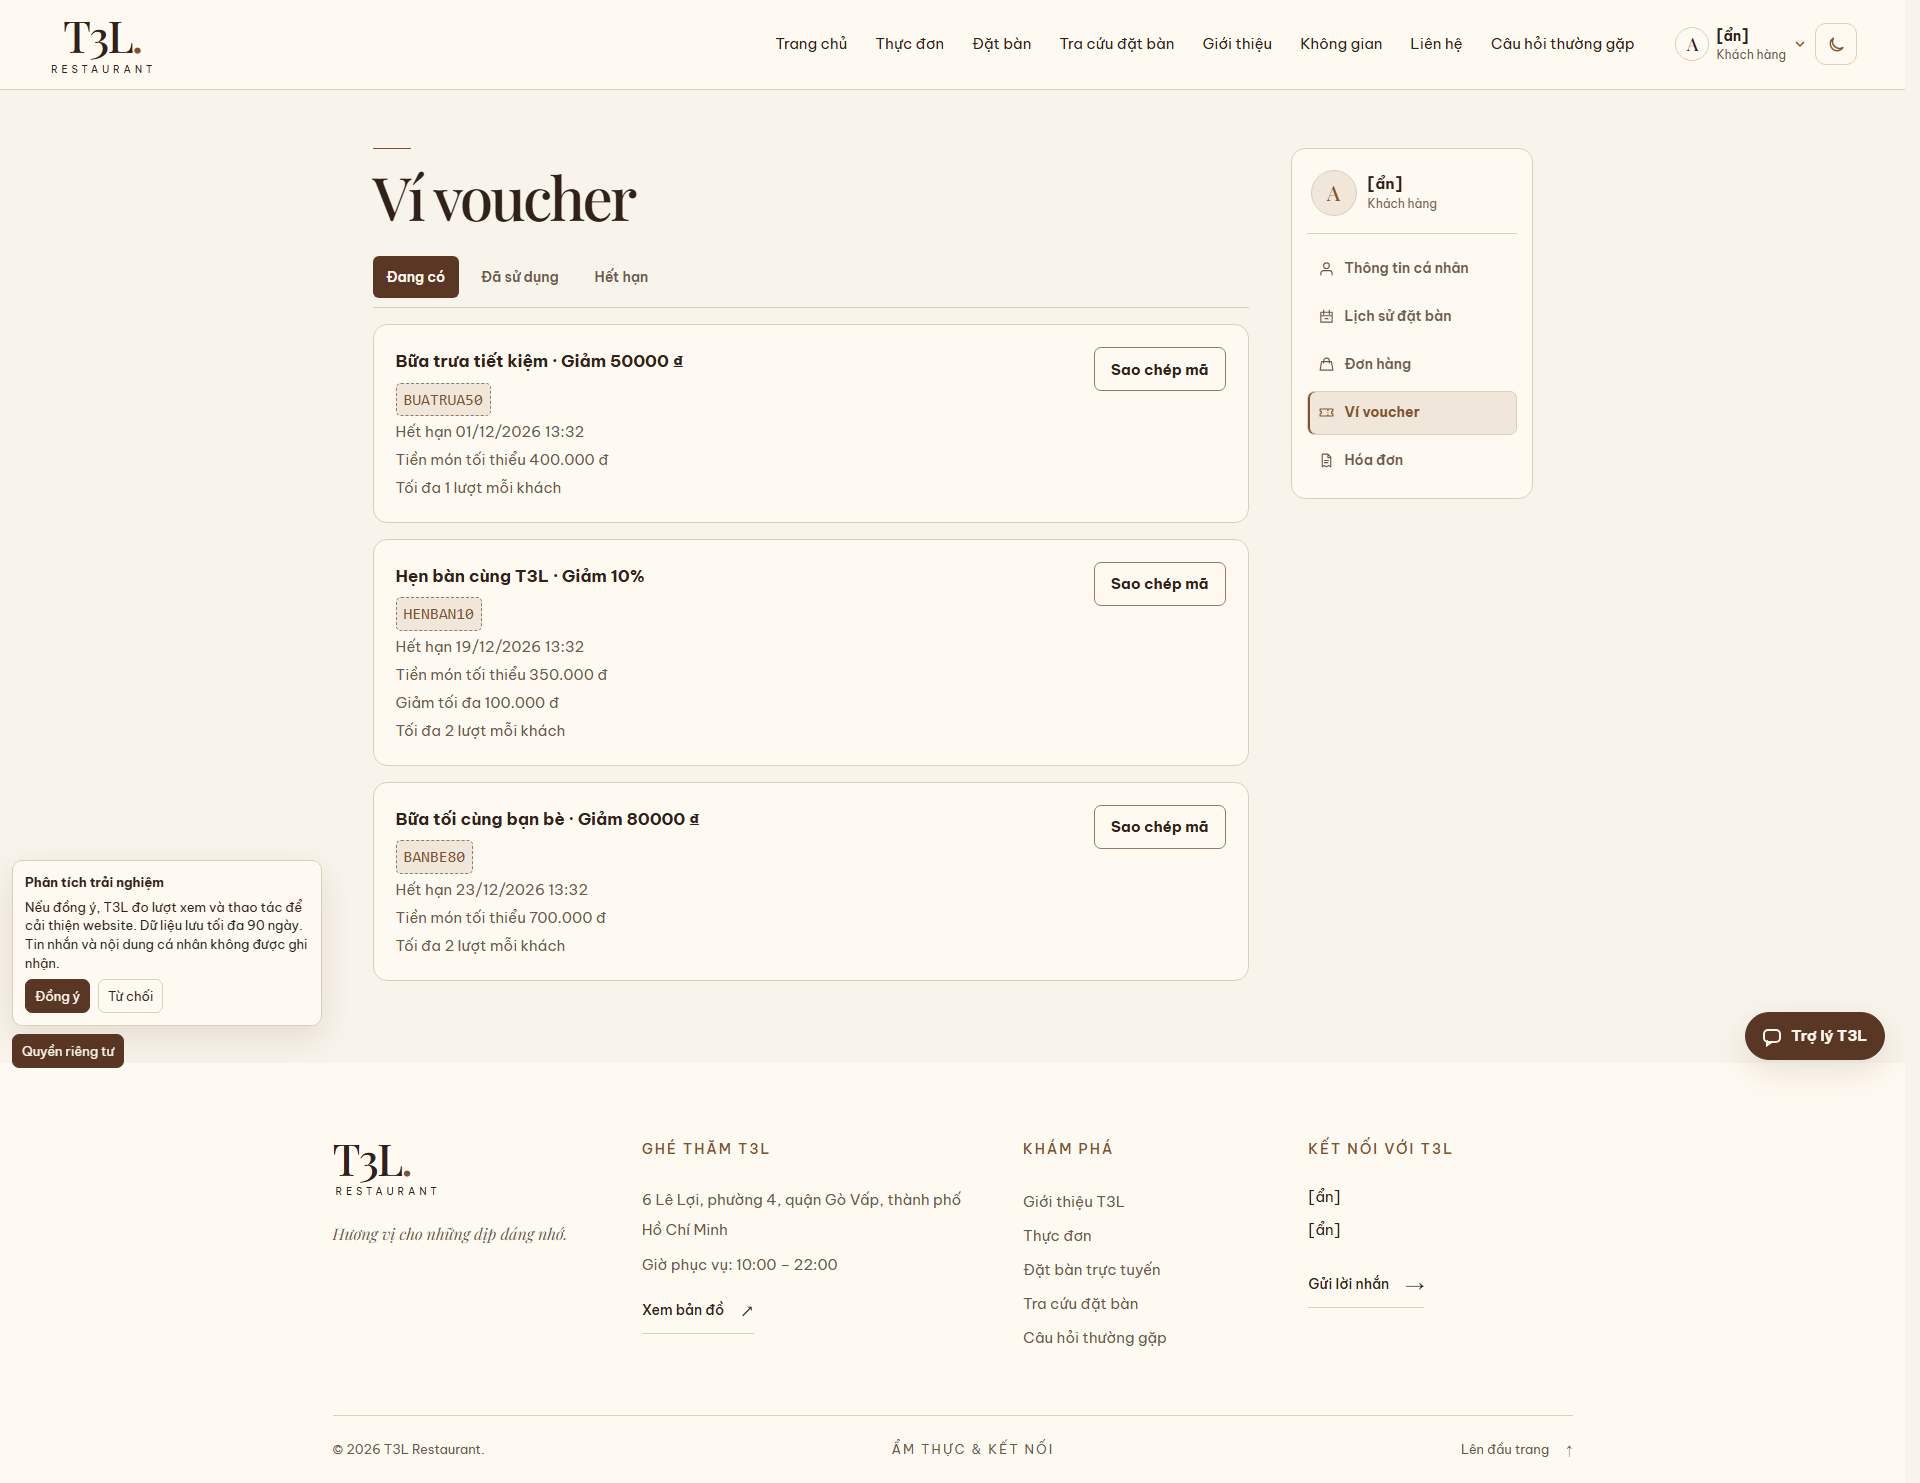 T3L.
RESTAURANT
Trang chủ
Thực đơn
Đặt bàn
Tra cứu đặt bàn
Giới thiệu
Không gian
Liên hệ
Câu hỏi thường gặp
A
[ẩn]
Khách hàng
Ví voucher
Đang có
Đã sử dụng
Hết hạn
Bữa trưa tiết kiệm · Giảm 50000 ₫
Sao chép mã
BUATRUA50
Hết hạn 01/12/2026 13:32
Tiền món tối thiểu 400.000 đ
Tối đa 1 lượt mỗi khách
Hẹn bàn cùng T3L · Giảm 10%
Sao chép mã
HENBAN10
Hết hạn 19/12/2026 13:32
Tiền món tối thiểu 350.000 đ
Giảm tối đa 100.000 đ
Tối đa 2 lượt mỗi khách
Bữa tối cùng bạn bè · Giảm 80000 ₫
Sao chép mã
BANBE80
Hết hạn 23/12/2026 13:32
Tiền món tối thiểu 700.000 đ
Tối đa 2 lượt mỗi khách
A
[ẩn]
Khách hàng
Thông tin cá nhân
Lịch sử đặt bàn
Đơn hàng
Ví voucher
Hóa đơn
Phân tích trải nghiệm
Nếu đồng ý, T3L đo lượt xem và thao tác để
cải thiện website. Dữ liệu lưu tối đa 90 ngày.
Tin nhắn và nội dung cá nhân không được ghi
nhận.
Đồng ý
Từ chối
Quyền riêng tư
Trợ lý T3L
T3L.
RESTAURANT
Hương vị cho những dịp đáng nhớ.
GHÉ THĂM T3L
6 Lê Lợi, phường 4, quận Gò Vấp, thành phố
Hồ Chí Minh
Giờ phục vụ: 10:00 – 22:00
Xem bản đồ ↗
KHÁM PHÁ
Giới thiệu T3L
Thực đơn
Đặt bàn trực tuyến
Tra cứu đặt bàn
Câu hỏi thường gặp
KẾT NỐI VỚI T3L
[ẩn]
[ẩn]
Gửi lời nhắn →
© 2026 T3L Restaurant.
ẨM THỰC & KẾT NỐI
Lên đầu trang ↑